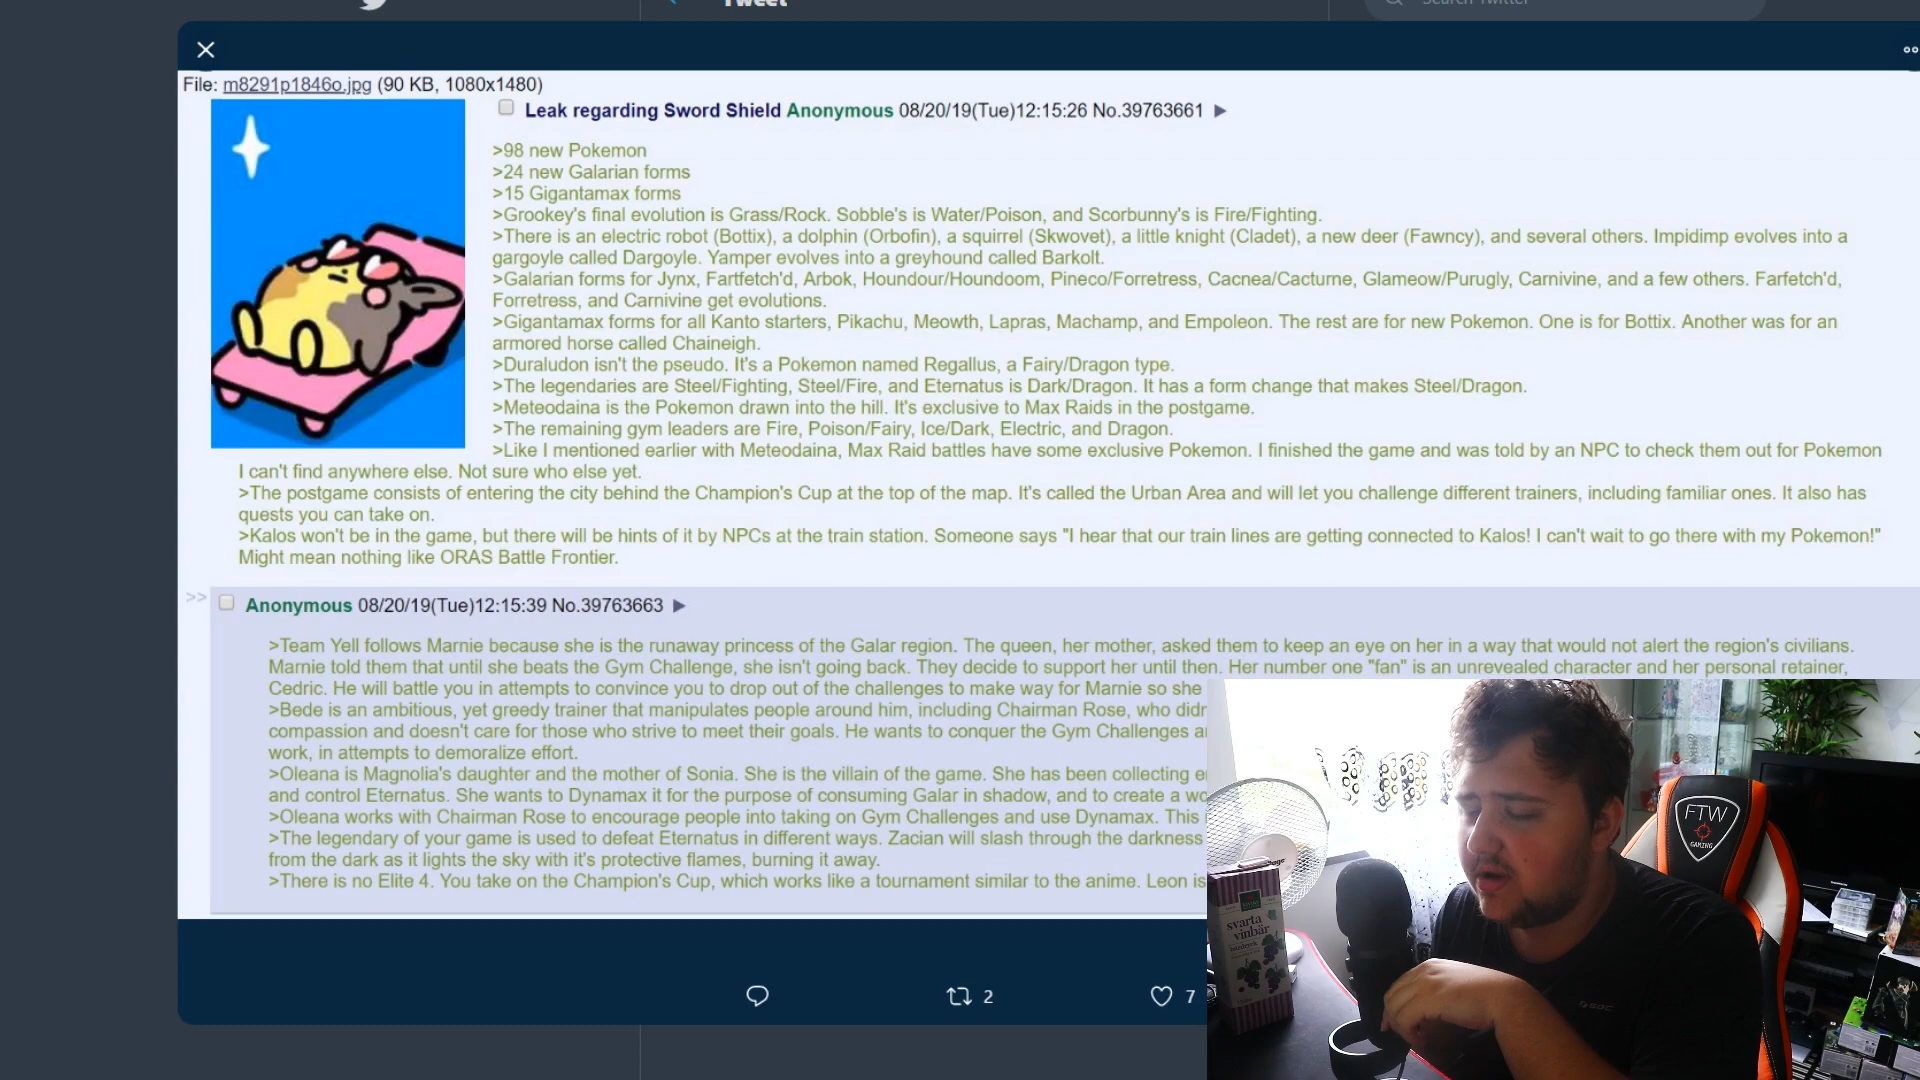 Tweet
Search Twitter
File: m8291p1846o.jpg (90 KB, 1080x1480)
Leak regarding Sword Shield Anonymous 08/20/19(Tue)12:15:26 No.39763661
>98 new Pokemon
>24 new Galarian forms
>15 Gigantamax forms
>Grookey's final evolution is Grass/Rock. Sobble's is Water/Poison, and Scorbunny's is Fire/Fighting.
>There is an electric robot (Bottix), a dolphin (Orbofin), a squirrel (Skwovet), a little knight (Cladet), a new deer (Fawncy), and several others. Impidimp evolves into a
gargoyle called Dargoyle. Yamper evolves into a greyhound called Barkolt.
>Galarian forms for Jynx, Fartfetch'd, Arbok, Houndour/Houndoom, Pineco/Forretress, Cacnea/Cacturne, Glameow/Purugly, Carnivine, and a few others. Farfetch'd,
Forretress, and Carnivine get evolutions.
>Gigantamax forms for all Kanto starters, Pikachu, Meowth, Lapras, Machamp, and Empoleon. The rest are for new Pokemon. One is for Bottix. Another was for an
armored horse called Chaineigh.
>Duraludon isn't the pseudo. It's a Pokemon named Regallus, a Fairy/Dragon type.
>The legendaries are Steel/Fighting, Steel/Fire, and Eternatus is Dark/Dragon. It has a form change that makes Steel/Dragon.
>Meteodaina is the Pokemon drawn into the hill. It's exclusive to Max Raids in the postgame.
>The remaining gym leaders are Fire, Poison/Fairy, Ice/Dark, Electric, and Dragon.
>Like I mentioned earlier with Meteodaina, Max Raid battles have some exclusive Pokemon. I finished the game and was told by an NPC to check them out for Pokemon
I can't find anywhere else. Not sure who else yet.
>The postgame consists of entering the city behind the Champion's Cup at the top of the map. It's called the Urban Area and will let you challenge different trainers, including familiar ones. It also has
quests you can take on.
>Kalos won't be in the game, but there will be hints of it by NPCs at the train station. Someone says "I hear that our train lines are getting connected to Kalos! I can't wait to go there with my Pokemon!"
Might mean nothing like ORAS Battle Frontier.
>> Anonymous 08/20/19(Tue)12:15:39 No.39763663
>Team Yell follows Marnie because she is the runaway princess of the Galar region. The queen, her mother, asked them to keep an eye on her in a way that would not alert the region's civilians.
Marnie told them that until she beats the Gym Challenge, she isn't going back. They decide to support her until then. Her number one "fan" is an unrevealed character and her personal retainer,
Cedric. He will battle you in attempts to convince you to drop out of the challenges to make way for Marnie so she
>Bede is an ambitious, yet greedy trainer that manipulates people around him, including Chairman Rose, who didn
compassion and doesn't care for those who strive to meet their goals. He wants to conquer the Gym Challenges a
work, in attempts to demoralize effort.
>Oleana is Magnolia's daughter and the mother of Sonia. She is the villain of the game. She has been collecting e
and control Eternatus. She wants to Dynamax it for the purpose of consuming Galar in shadow, and to create a wo
>Oleana works with Chairman Rose to encourage people into taking on Gym Challenges and use Dynamax. This
>The legendary of your game is used to defeat Eternatus in different ways. Zacian will slash through the darkness
from the dark as it lights the sky with it's protective flames, burning it away.
>There is no Elite 4. You take on the Champion's Cup, which works like a tournament similar to the anime. Leon is
2
7
FTW
GAMING
svarta
vinbär